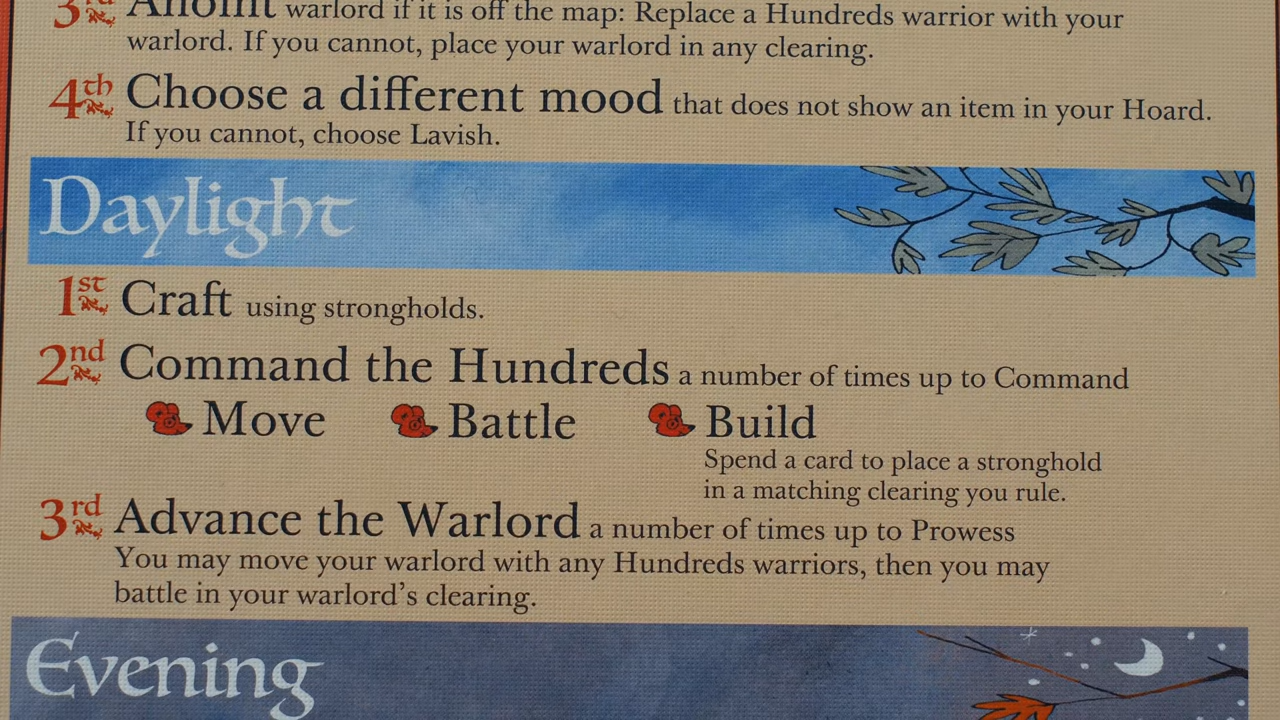 3rd Anoint warlord if it is off the map: Replace a Hundreds warrior with your
warlord. If you cannot, place your warlord in any clearing.
4th Choose a different mood that does not show an item in your Hoard.
If you cannot, choose Lavish.
Daylight
1st Craft using strongholds.
2nd Command the Hundreds a number of times up to Command
Move Battle Build
Spend a card to place a stronghold
in a matching clearing you rule.
3rd Advance the Warlord a number of times up to Prowess
You may move your warlord with any Hundreds warriors, then you may
battle in your warlord's clearing.
Evening